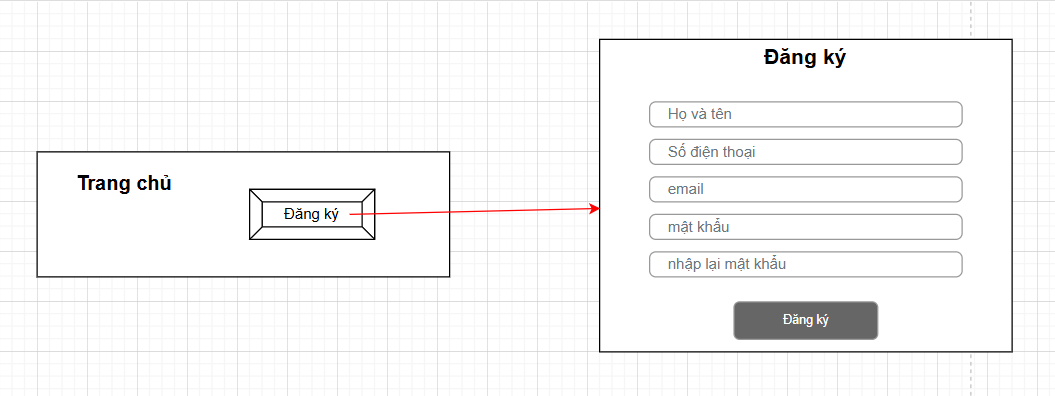 Trang chủ
Đăng ký
Đăng ký
Họ và tên
Số điện thoại
email
mật khẩu
nhập lại mật khẩu
Đăng ký